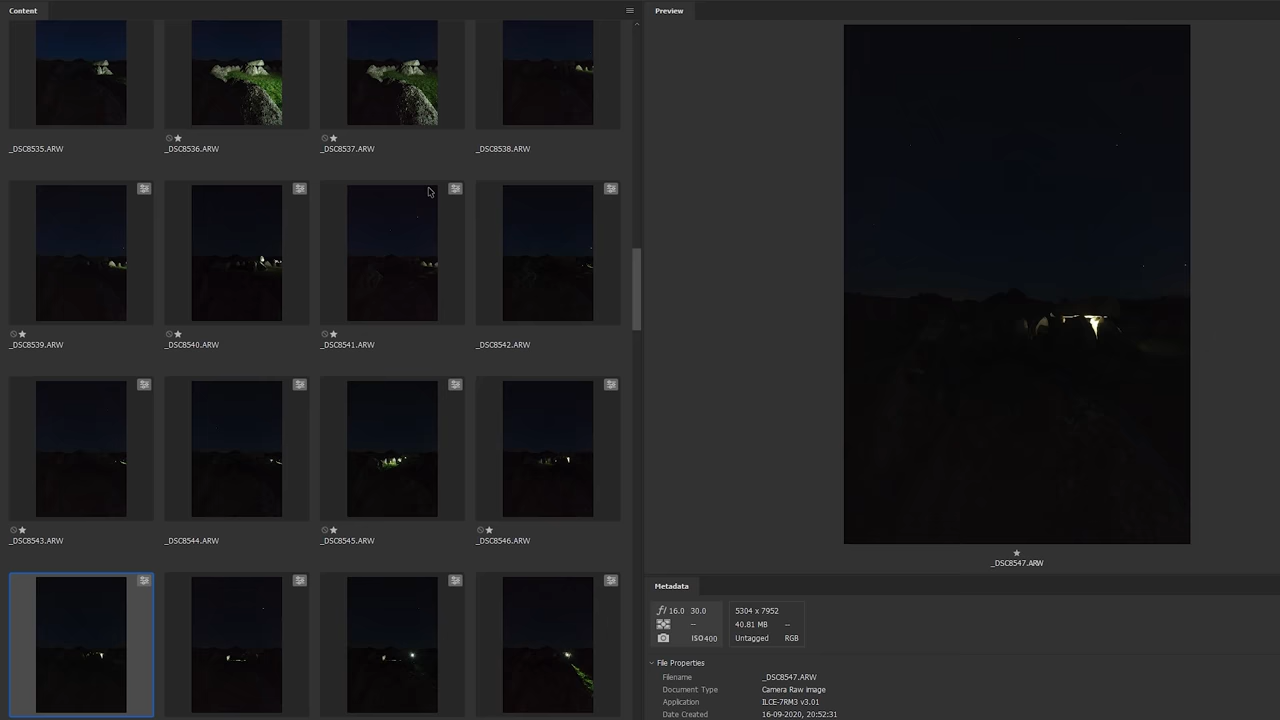 Content
Preview
_DSC8535.ARW
_DSC8536.ARW
_DSC8537.ARW
_DSC8538.ARW
_DSC8539.ARW
_DSC8540.ARW
_DSC8541.ARW
_DSC8542.ARW
_DSC8543.ARW
_DSC8544.ARW
_DSC8545.ARW
_DSC8546.ARW
_DSC8547.ARW
Metadata
f/ 16.0 30.0
--
ISO400
5304 x 7952
40.81 MB --
Untagged RGB
File Properties
Filename _DSC8547.ARW
Document Type Camera Raw image
Application ILCE-7RM3 v3.01
Date Created 16-09-2020, 20:52:31